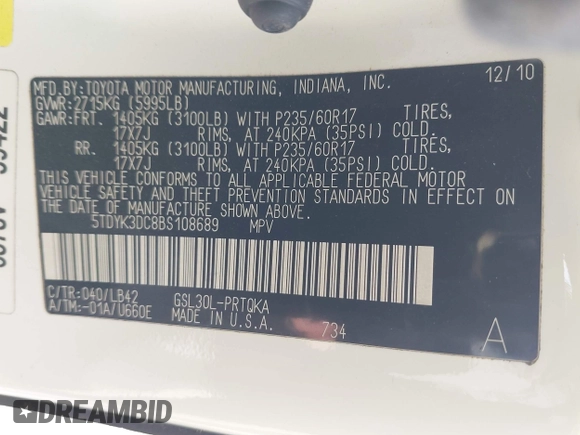 MFD.BY:TOYOTA MOTOR MANUFACTURING, INDIANA, INC. 12/10
GVWR:2715KG (5995LB)
GAWR:FRT. 1405KG (3100LB) WITH P235/60R17 TIRES,
17X7J RIMS, AT 240KPA (35PSI) COLD.
RR. 1405KG (3100LB) WITH P235/60R17 TIRES,
17X7J RIMS, AT 240KPA (35PSI) COLD.
THIS VEHICLE CONFORMS TO ALL APPLICABLE FEDERAL MOTOR
VEHICLE SAFETY AND THEFT PREVENTION STANDARDS IN EFFECT ON
THE DATE OF MANUFACTURE SHOWN ABOVE.
5TDYK3DC8BS108689 MPV
C/TR:040/LB42 GSL30L-PRTQKA
A/TM:-01A/U660E MADE IN U.S.A. 734 A
DREAMBID